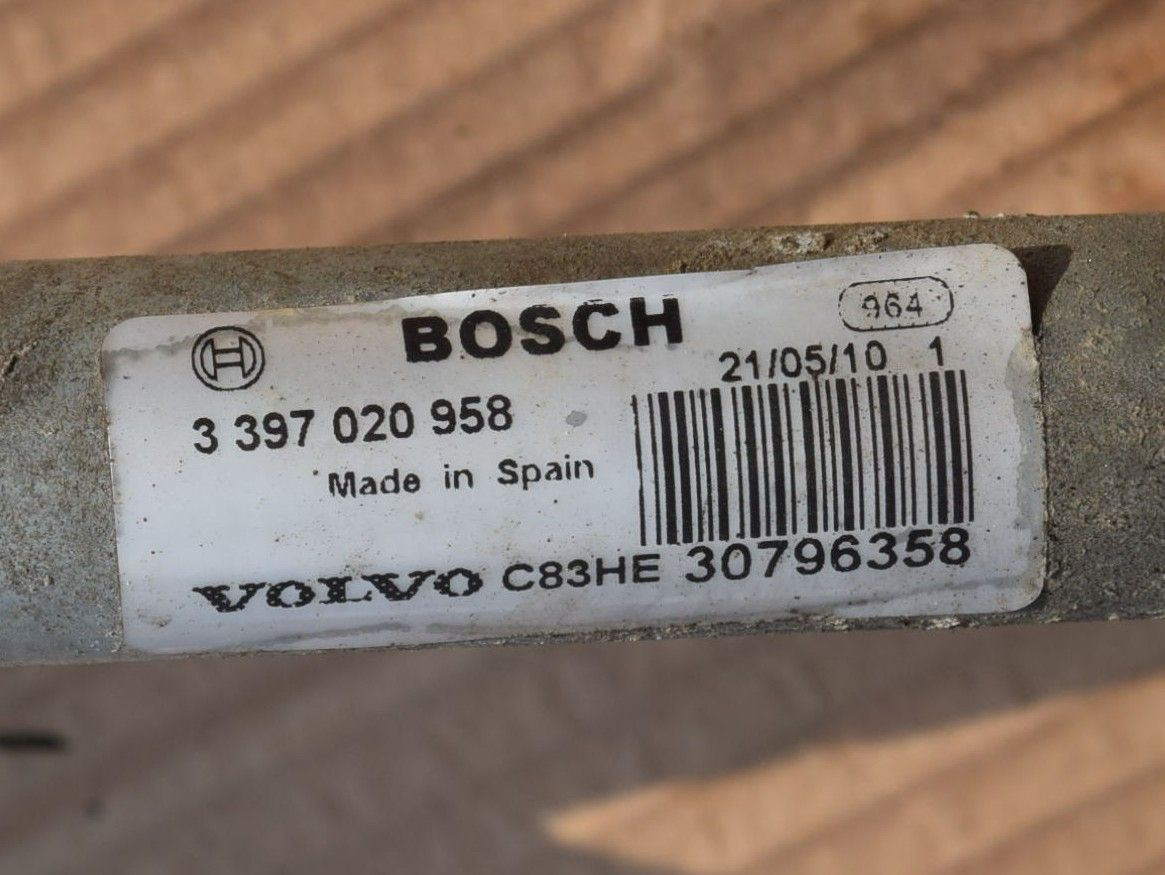 BOSCH
964
21/05/10 1
3 397 020 958
Made in Spain
VOLVO C83HE 30796358